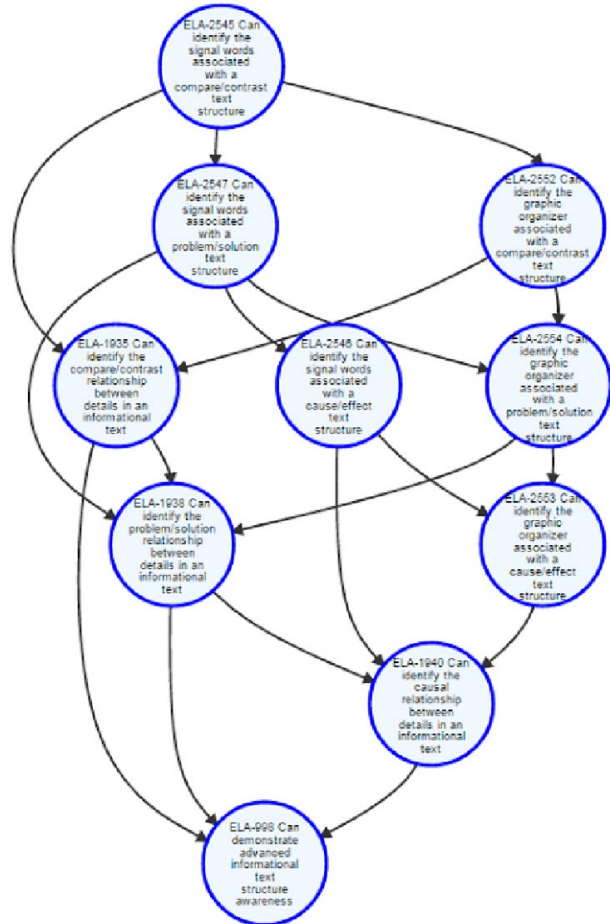 ELA-2545 Can
identify the
signal words
associated
with a
compare/contrast
text
structure
ELA-2547 Can
identify the
signal words
associated
with a
problem/solution
text
structure
ELA-2552 Can
identify the
graphic
organizer
associated
with a
compare/contrast
text
structure
ELA-1935 Can
identify the
compare/contrast
relationship
between
details in an
informational
text
ELA-2546 Can
identify the
signal words
associated
with a
cause/effect
text
structure
ELA-2554 Can
identify the
graphic
organizer
associated
with a
problem/solution
text
structure
ELA-1938 Can
identify the
problem/solution
relationship
between
details in an
informational
text
ELA-2553 Can
identify the
graphic
organizer
associated
with a
cause/effect
text
structure
ELA-1940 Can
identify the
causal
relationship
between
details in an
informational
text
ELA-998 Can
demonstrate
advanced
informational
text
structure
awareness